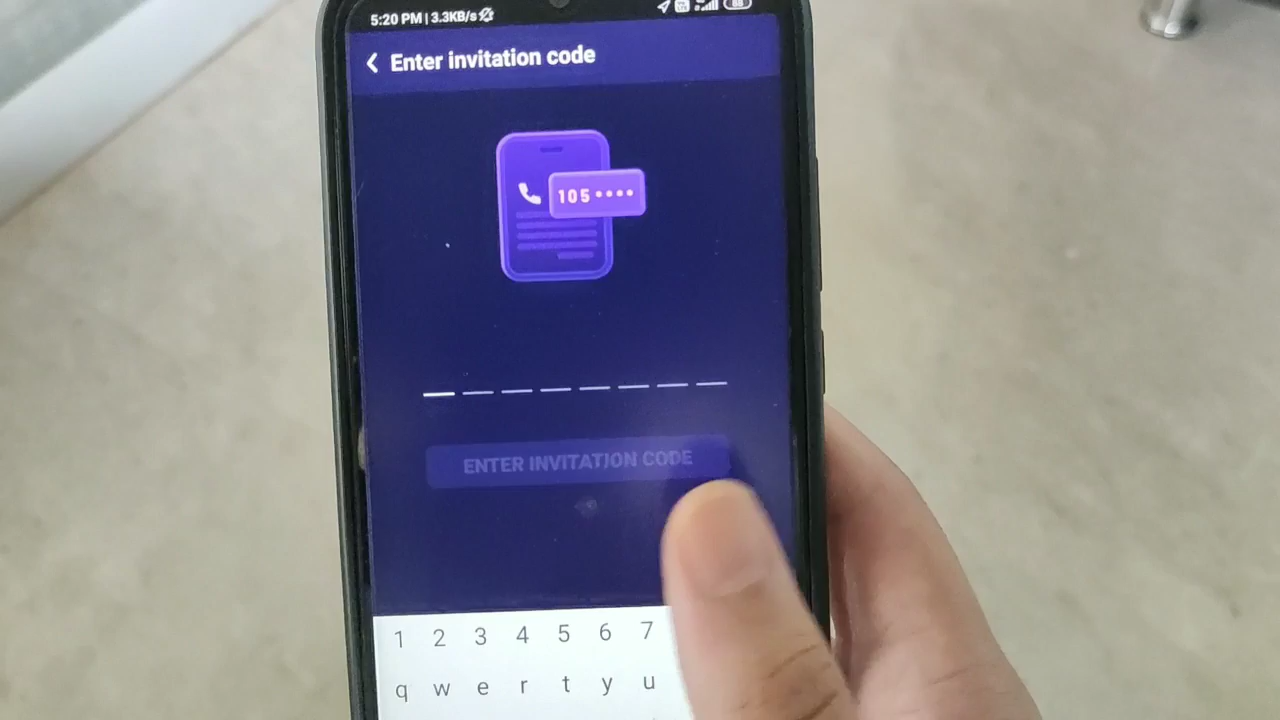 5:20 PM | 3.3KB/s
88
Enter invitation code
105 ••••
ENTER INVITATION CODE
1 2 3 4 5 6 7
q w e r t y u